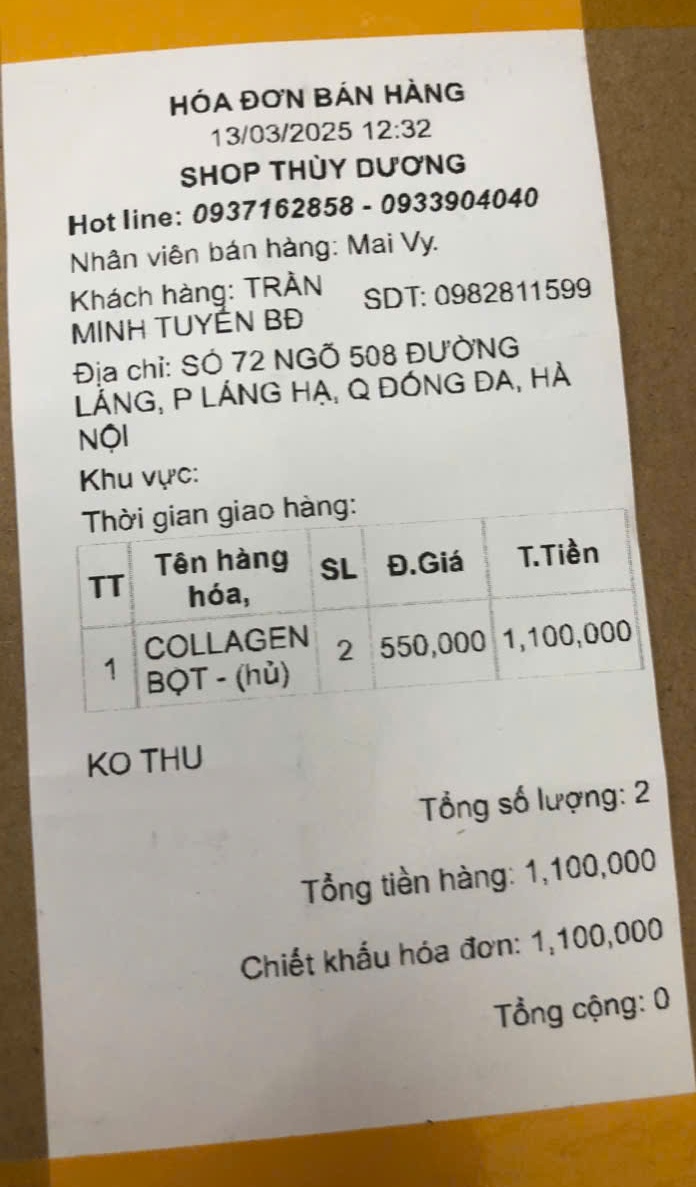 HÓA ĐƠN BÁN HÀNG
13/03/2025 12:32
SHOP THÙY DƯƠNG
Hot line: 0937162858 - 0933904040
Nhân viên bán hàng: Mai Vy.
Khách hàng: TRẦN SDT: 0982811599
MINH TUYỂN BĐ
Địa chỉ: SỐ 72 NGÕ 508 ĐƯỜNG
LÁNG, P LÁNG HẠ, Q ĐỐNG ĐA, HÀ
NỘI
Khu vực:
Thời gian giao hàng:
TT Tên hàng hóa, SL Đ.Giá T.Tiền
1 COLLAGEN BỘT - (hủ) 2 550,000 1,100,000
KO THU
Tổng số lượng: 2
Tổng tiền hàng: 1,100,000
Chiết khấu hóa đơn: 1,100,000
Tổng cộng: 0